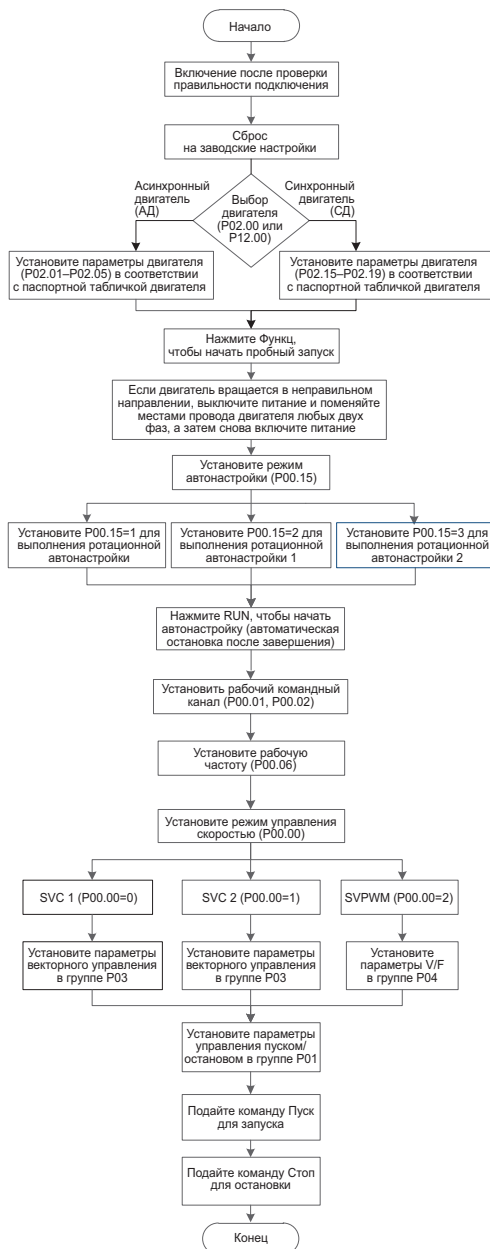 Начало
Включение после проверки
правильности подключения
Сброс
на заводские настройки
Асинхронный
двигатель
(АД)
Выбор
двигателя
(P02.00 или
P12.00)
Синхронный
двигатель
(СД)
Установите параметры двигателя
(P02.01–P02.05) в соответствии
с паспортной табличкой двигателя
Установите параметры двигателя
(P02.15–P02.19) в соответствии
с паспортной табличкой двигателя
Нажмите Функц,
чтобы начать пробный запуск
Если двигатель вращается в неправильном
направлении, выключите питание и поменяйте
местами провода двигателя любых двух
фаз, а затем снова включите питание
Установите режим
автонастройки (P00.15)
Установите P00.15=1 для
выполнения ротационной
автонастройки
Установите P00.15=2 для
выполнения ротационной
автонастройки 1
Установите P00.15=3 для
выполнения ротационной
автонастройки 2
Нажмите RUN, чтобы начать
автонастройку (автоматическая
остановка после завершения)
Установить рабочий командный
канал (P00.01, P00.02)
Установите рабочую
частоту (P00.06)
Установите режим управления
скоростью (P00.00)
SVC 1 (P00.00=0)
SVC 2 (P00.00=1)
SVPWM (P00.00=2)
Установите параметры
векторного управления
в группе P03
Установите параметры
векторного управления
в группе P03
Установите
параметры V/F
в группе P04
Установите параметры
управления пуском/
остановом в группе P01
Подайте команду Пуск
для запуска
Подайте команду Стоп
для остановки
Конец